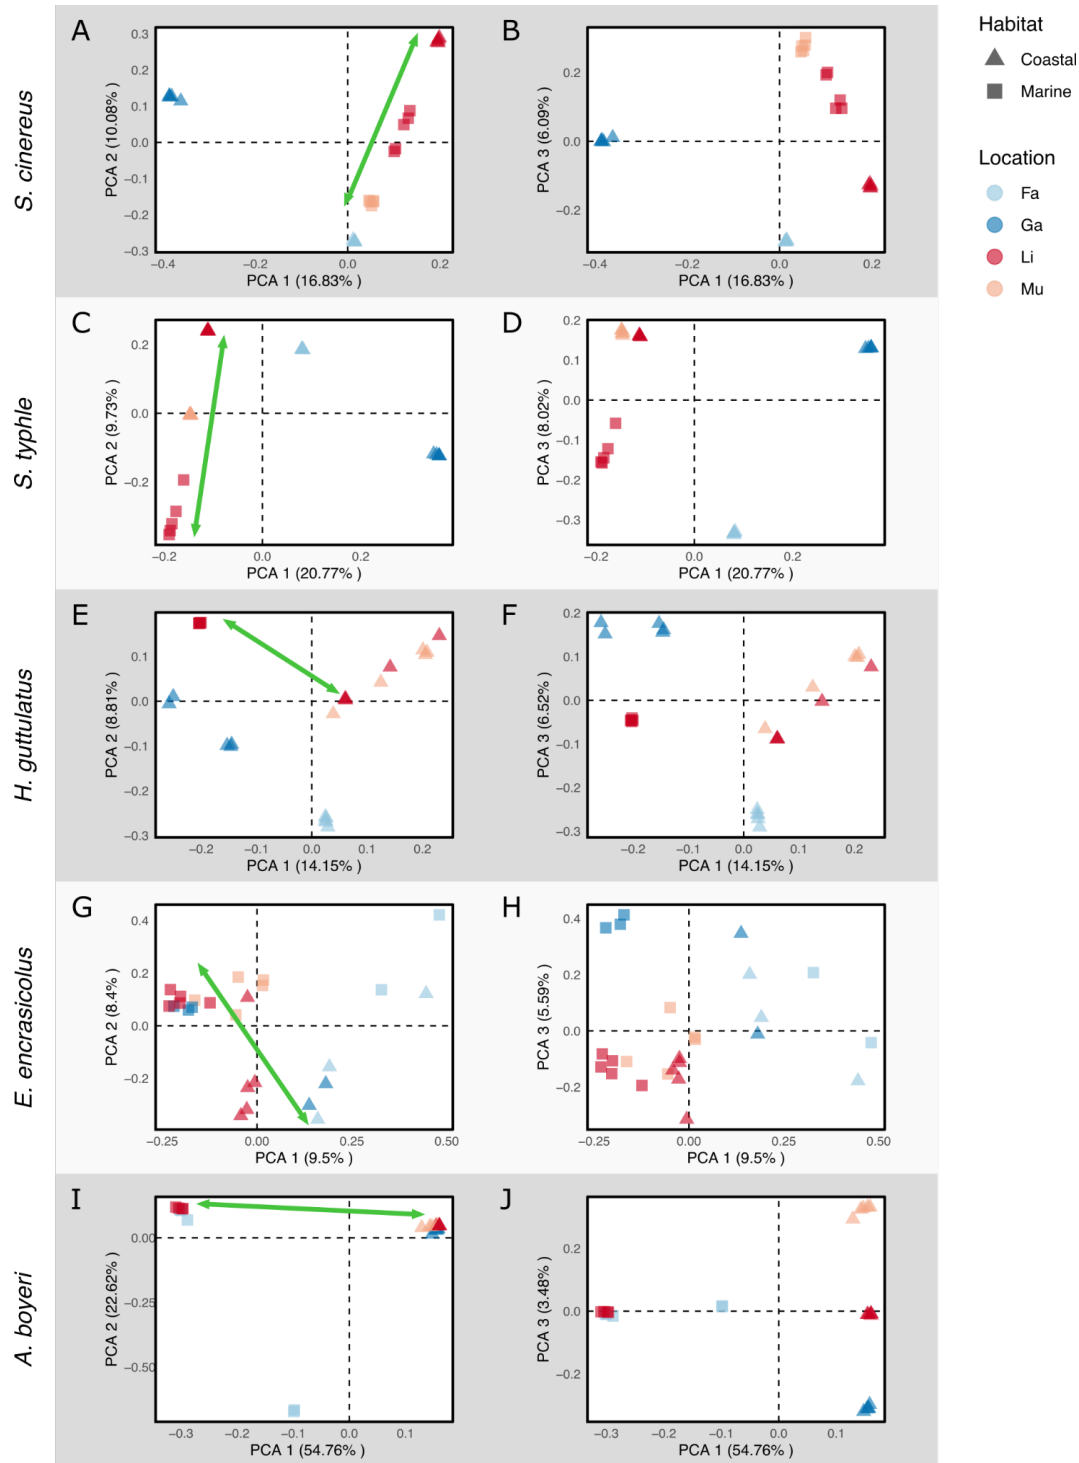 A
B
S. cinereus
0.3
0.2
0.1
0.0
−0.1
−0.2
−0.3
PCA 2 (10.08% )
−0.4
−0.2
0.0
0.2
PCA 1 (16.83% )
0.2
0.0
−0.2
PCA 3 (6.09% )
−0.4
−0.2
0.0
0.2
PCA 1 (16.83% )
Habitat
Coastal
Marine
Location
Fa
Ga
Li
Mu
C
D
S. typhle
0.2
0.0
−0.2
PCA 2 (9.73% )
−0.2
0.0
0.2
PCA 1 (20.77% )
0.2
0.1
0.0
−0.1
−0.2
−0.3
PCA 3 (8.02% )
−0.2
0.0
0.2
PCA 1 (20.77% )
E
F
H. guttulatus
0.1
0.0
−0.1
−0.2
−0.3
PCA 2 (8.81% )
−0.2
−0.1
0.0
0.1
0.2
PCA 1 (14.15% )
0.2
0.1
0.0
−0.1
−0.2
−0.3
PCA 3 (6.52% )
−0.2
−0.1
0.0
0.1
0.2
PCA 1 (14.15% )
G
H
E. encrasicolus
0.4
0.2
0.0
−0.2
PCA 2 (8.4% )
−0.25
0.00
0.25
0.50
PCA 1 (9.5% )
0.4
0.2
0.0
−0.2
PCA 3 (5.59% )
−0.25
0.00
0.25
0.50
PCA 1 (9.5% )
I
J
A. boyeri
0.00
−0.25
−0.50
PCA 2 (22.62% )
−0.3
−0.2
−0.1
0.0
0.1
PCA 1 (54.76% )
0.2
0.0
−0.2
PCA 3 (3.48% )
−0.3
−0.2
−0.1
0.0
0.1
PCA 1 (54.76% )